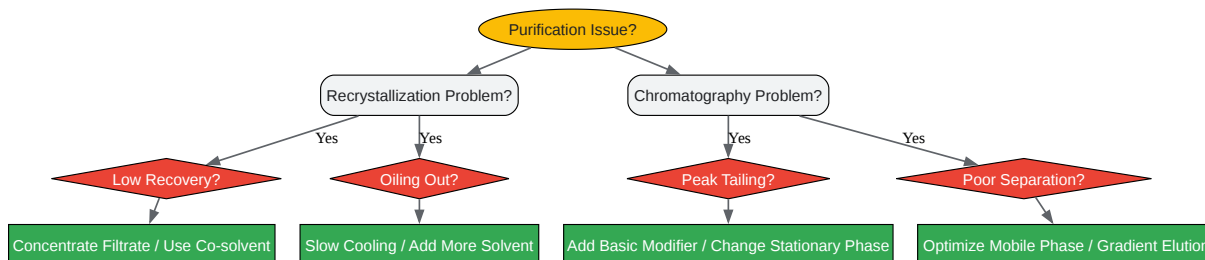 Purification Issue?
Recrystallization Problem?
Chromatography Problem?
Yes
Yes
Yes
Yes
Low Recovery?
Oiling Out?
Peak Tailing?
Poor Separation?
Concentrate Filtrate / Use Co-solvent
Slow Cooling / Add More Solvent
Add Basic Modifier / Change Stationary Phase
Optimize Mobile Phase / Gradient Elution